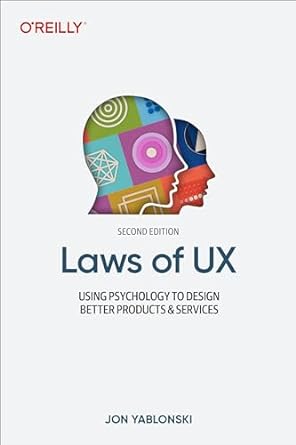 O'REILLY®
SECOND EDITION
Laws of UX
USING PSYCHOLOGY TO DESIGN
BETTER PRODUCTS & SERVICES
JON YABLONSKI